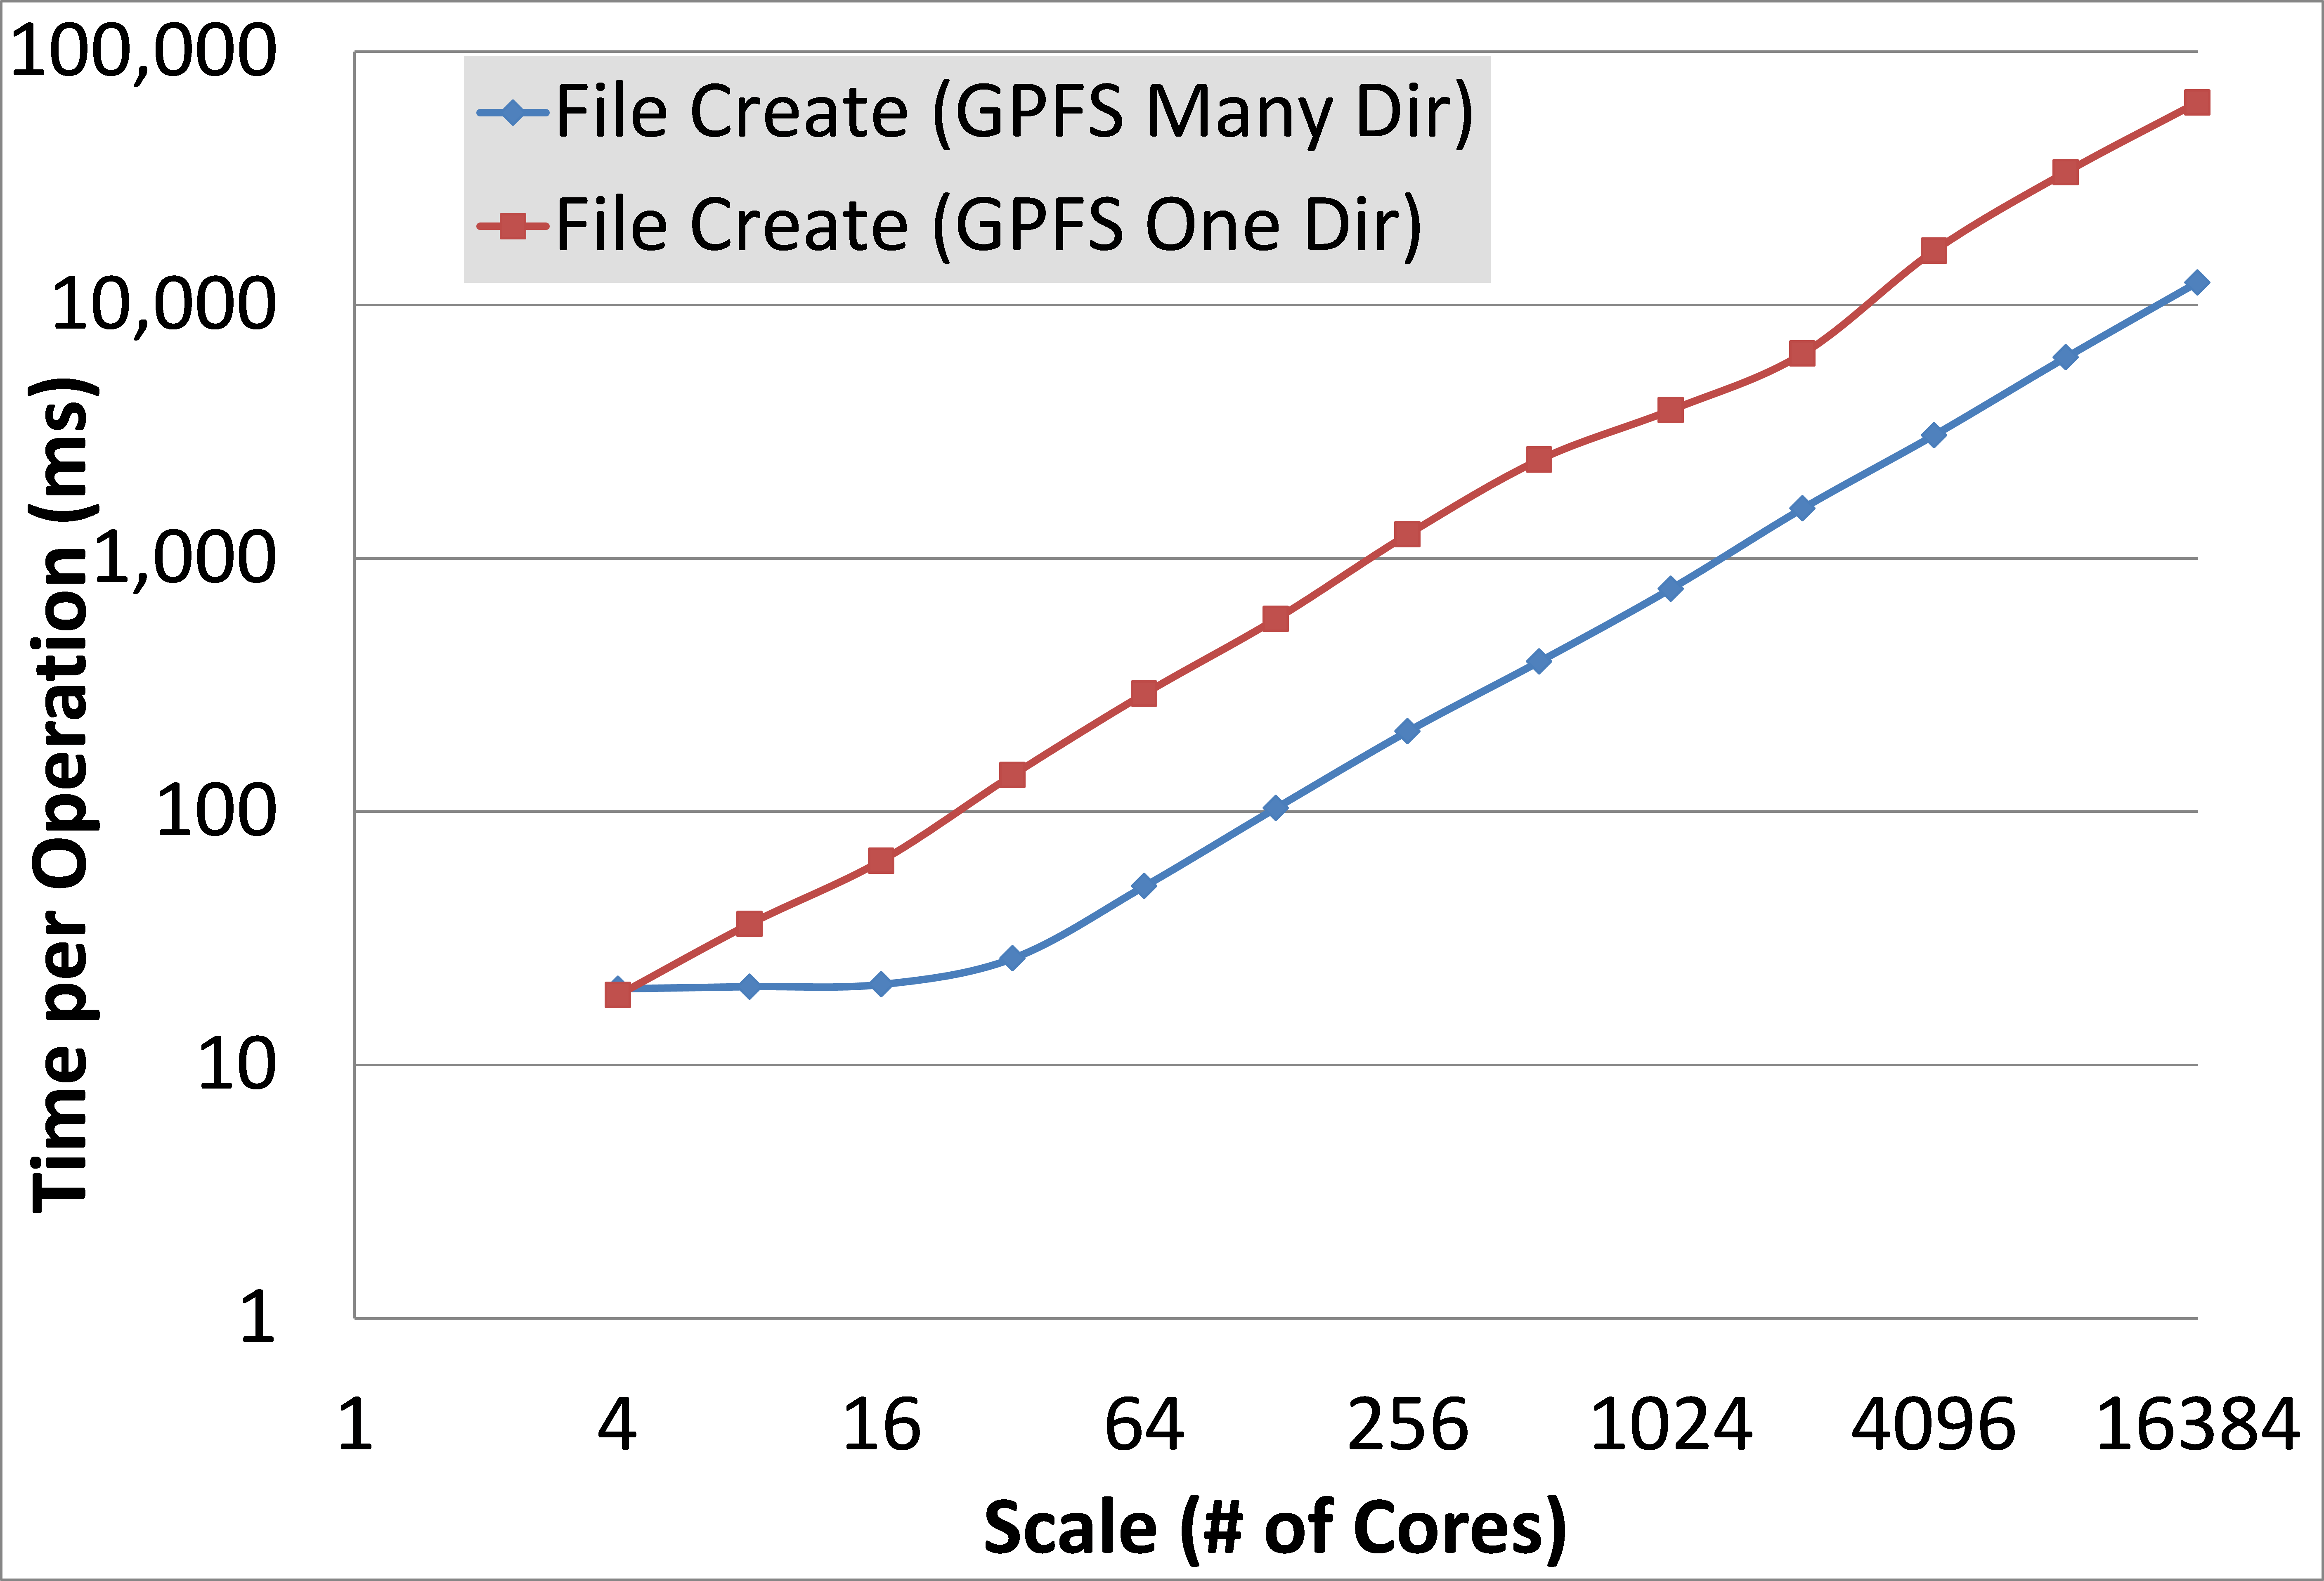 100,000
10,000
1,000
100
10
1
Time per Operation (ms)
File Create (GPFS Many Dir)
File Create (GPFS One Dir)
1 4 16 64 256 1024 4096 16384
Scale (# of Cores)